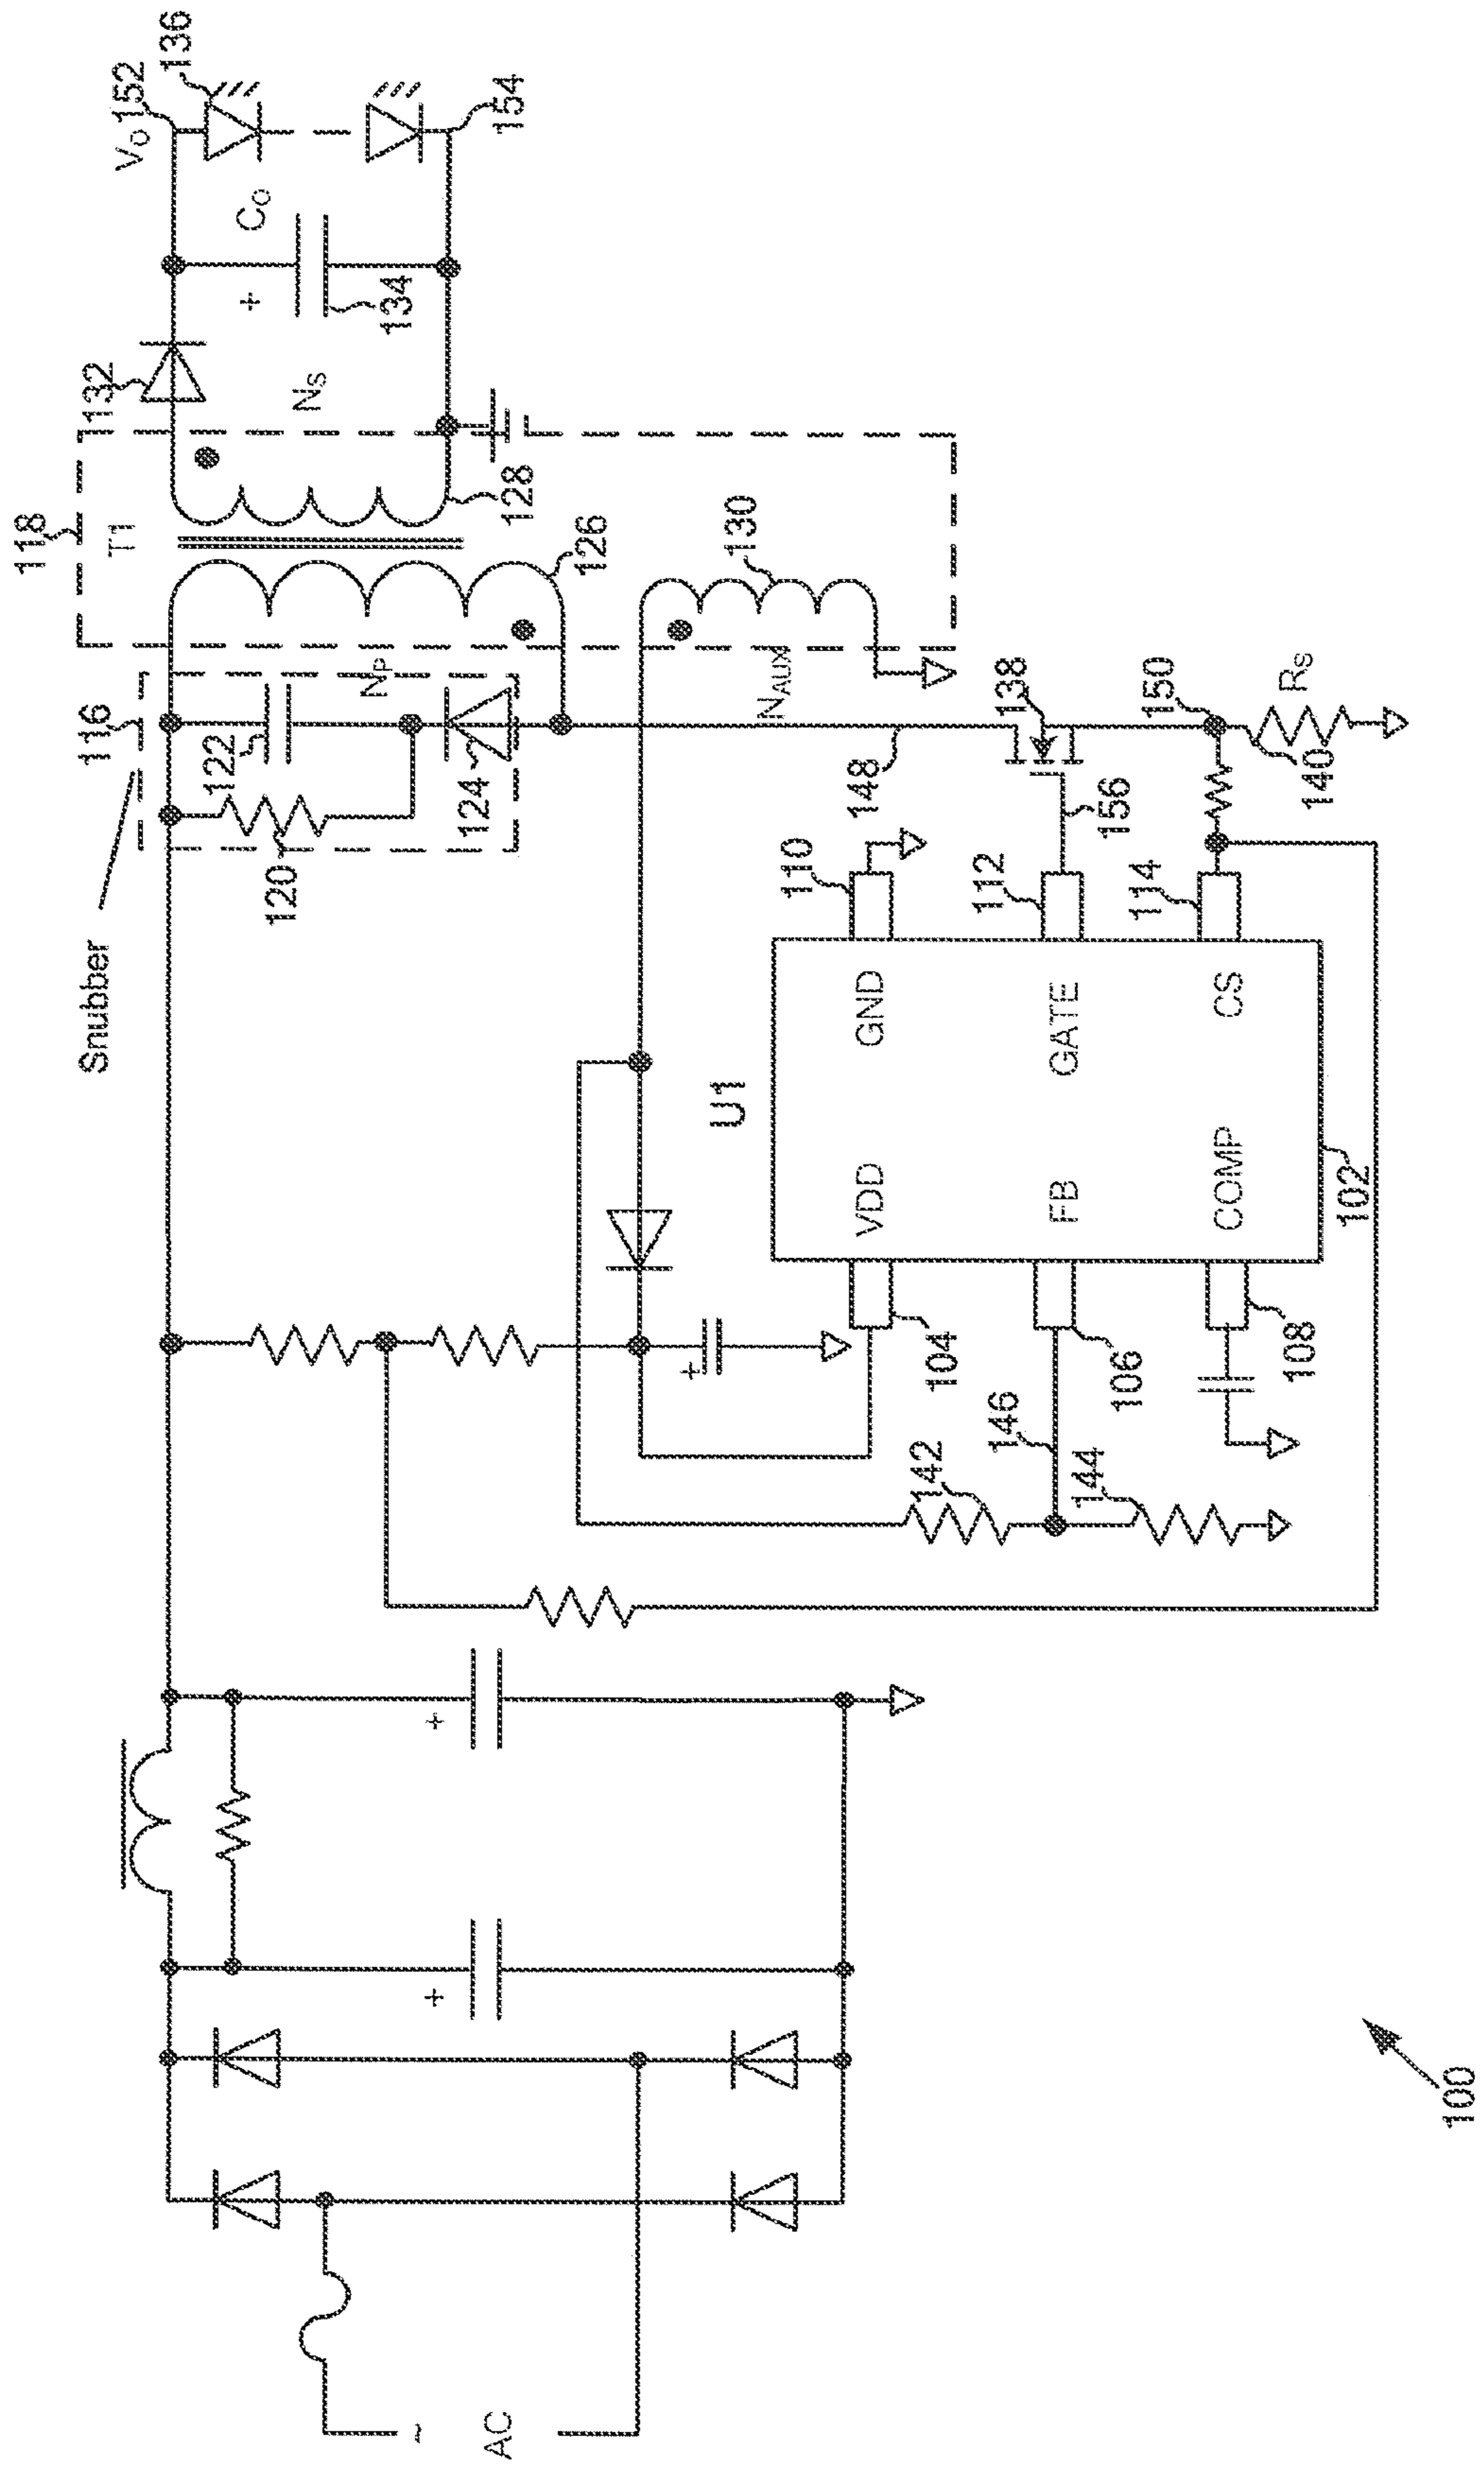 118
T1
VO 152
136
132
NS
CO
+
134
154
128
126
Snubber
116
122
120
124
NP
130
NAUX
148
138
156
150
RS
140
110
112
114
U1
VDD
GND
FB
GATE
COMP
CS
102
104
106
108
142
146
144
+
+
+
~
AC
100